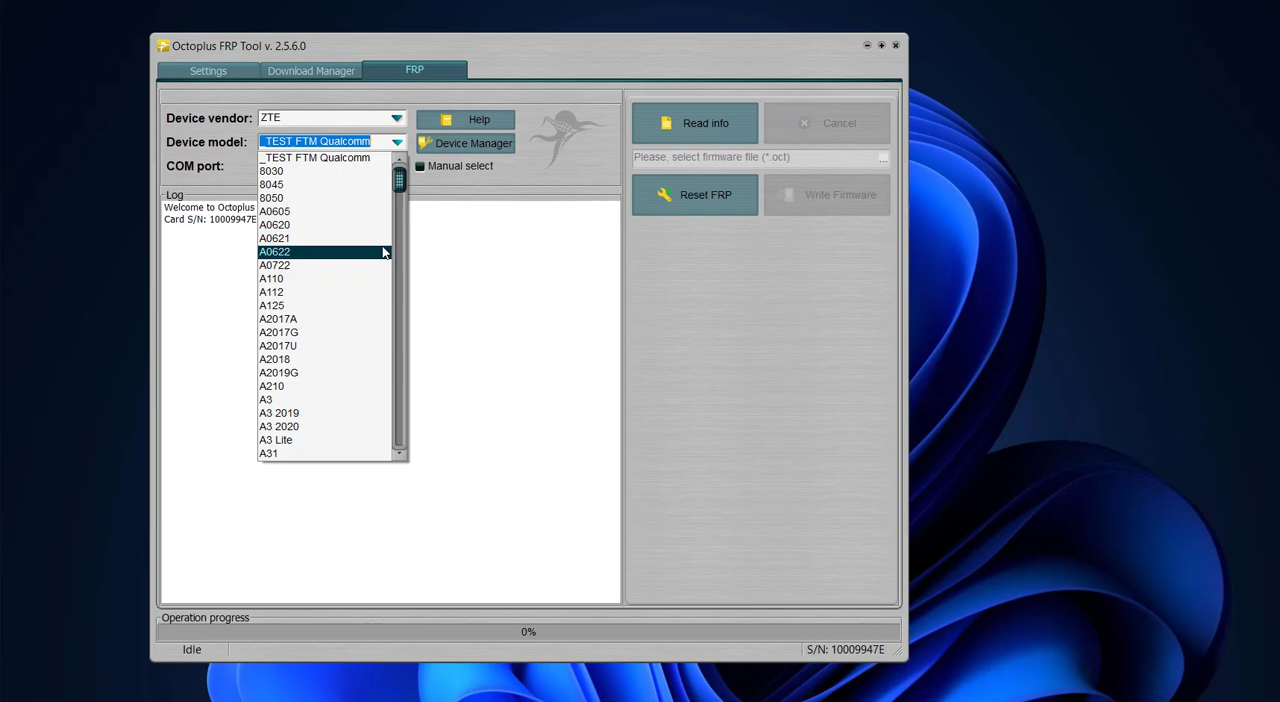 Octoplus FRP Tool v. 2.5.6.0
Settings
Download Manager
FRP
Device vendor:
ZTE
Help
Device model:
_TEST FTM Qualcomm
Device Manager
COM port:
Manual select
_TEST FTM Qualcomm
8030
8045
8050
A0605
A0620
A0621
A0622
A0722
A110
A112
A125
A2017A
A2017G
A2017U
A2018
A2019G
A210
A3
A3 2019
A3 2020
A3 Lite
A31
Log
Welcome to Octoplus
Card S/N: 10009947E
Read info
Cancel
Please, select firmware file (*.oct)
...
Reset FRP
Write Firmware
Operation progress
0%
Idle
S/N: 10009947E